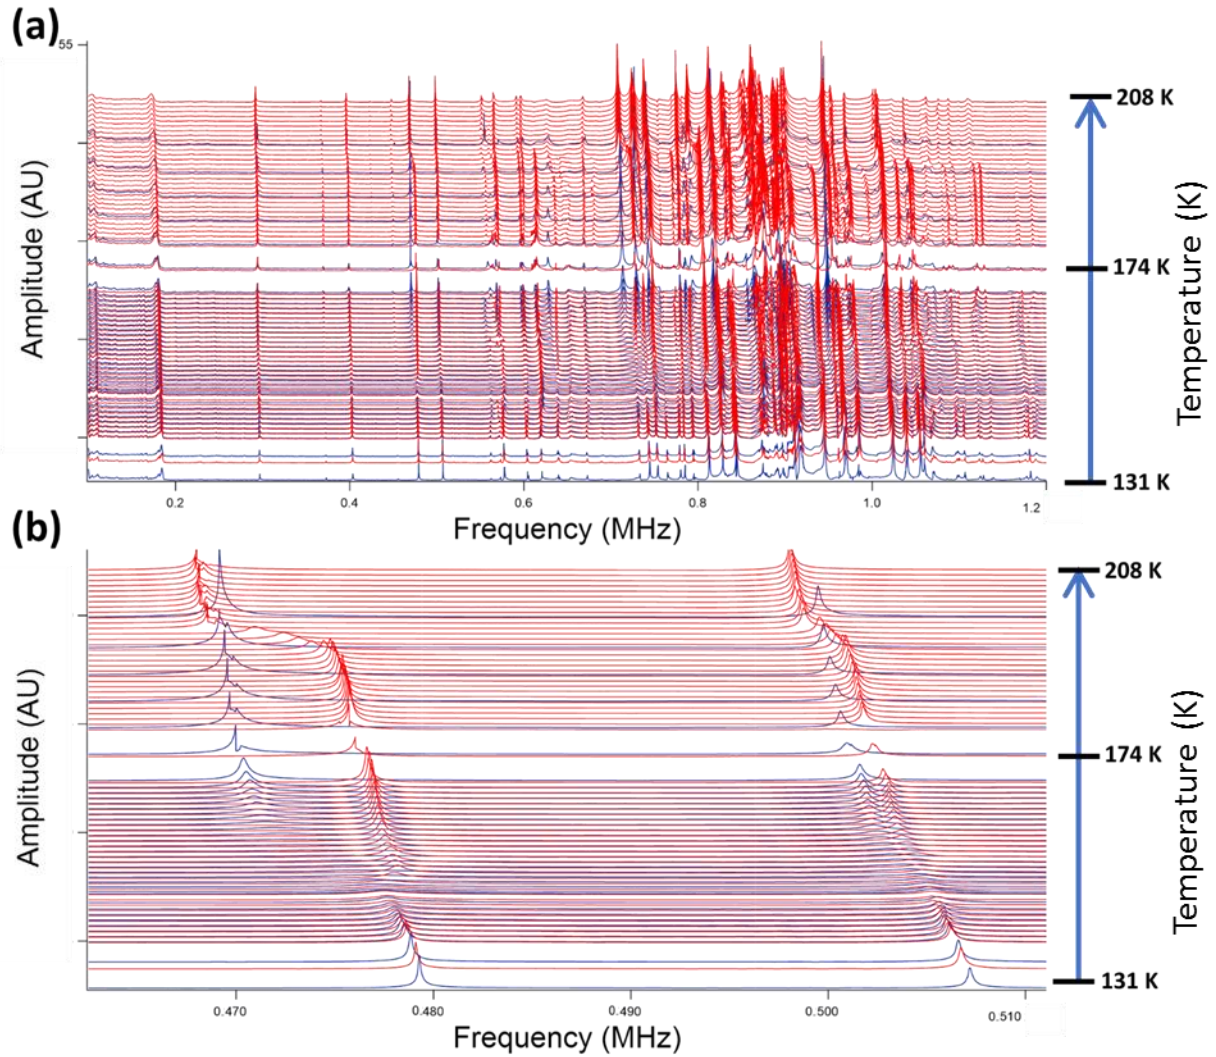 (a)
55
208 K
174 K
131 K
Amplitude (AU)
Temperature (K)
0.2 0.4 0.6 0.8 1.0 1.2
Frequency (MHz)
(b)
208 K
174 K
131 K
Amplitude (AU)
Temperature (K)
0.470 0.480 0.490 0.500 0.510
Frequency (MHz)